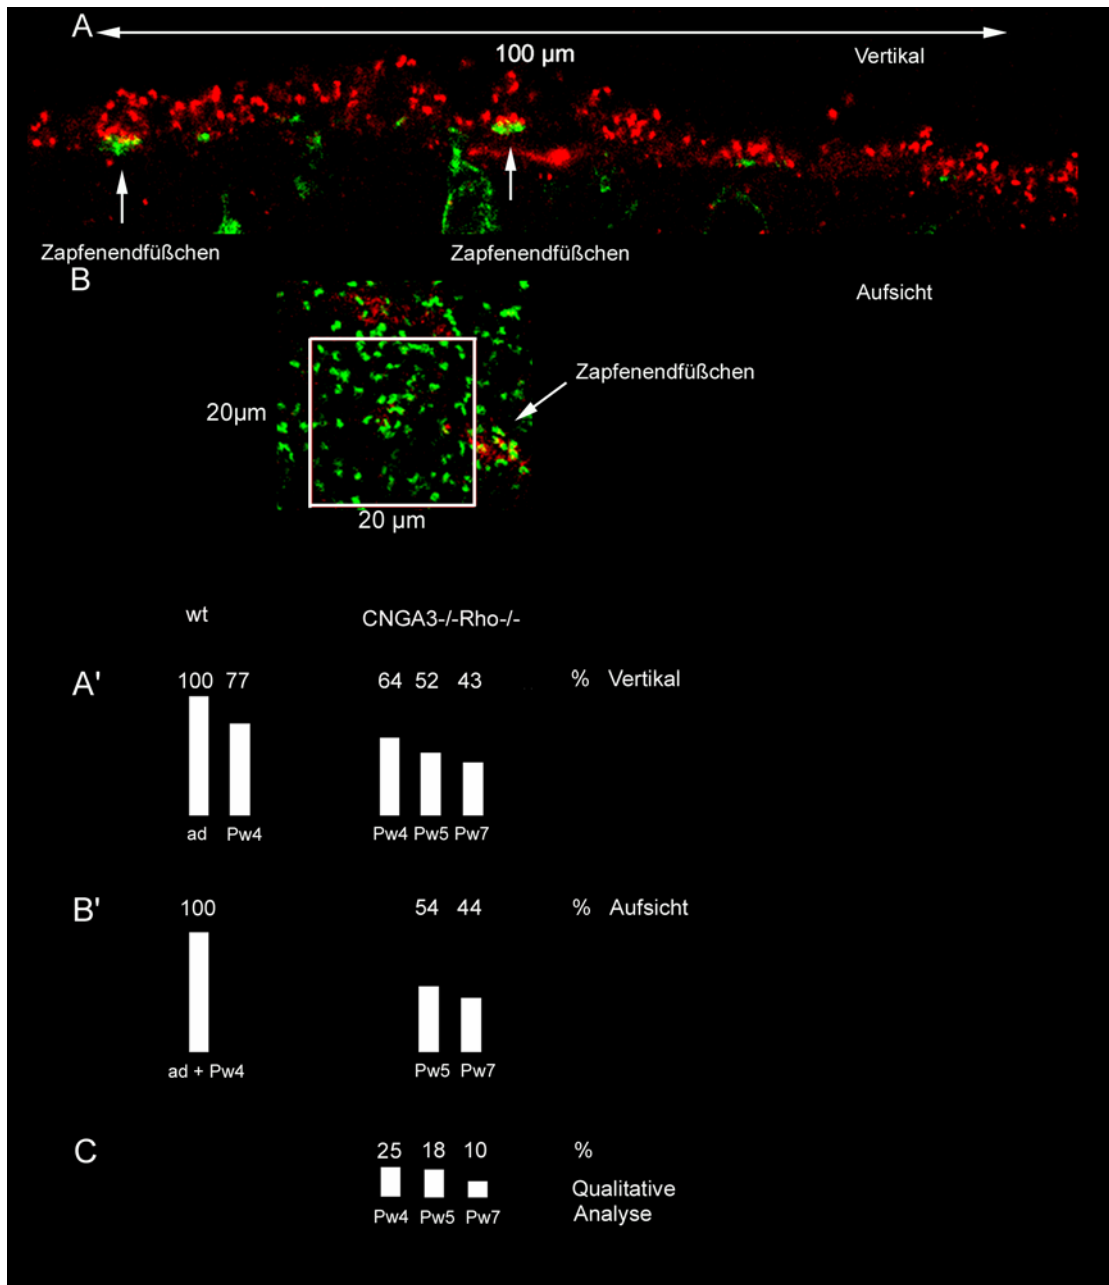 A
100 µm
Vertikal
Zapfenendfüßchen
Zapfenendfüßchen
B
Aufsicht
Zapfenendfüßchen
20µm
20 µm
wt
CNGA3-/-Rho-/-
A'
100 77
64 52 43
% Vertikal
ad Pw4
Pw4 Pw5 Pw7
B'
100
54 44
% Aufsicht
ad + Pw4
Pw5 Pw7
C
25 18 10
%
Qualitative
Analyse
Pw4 Pw5 Pw7